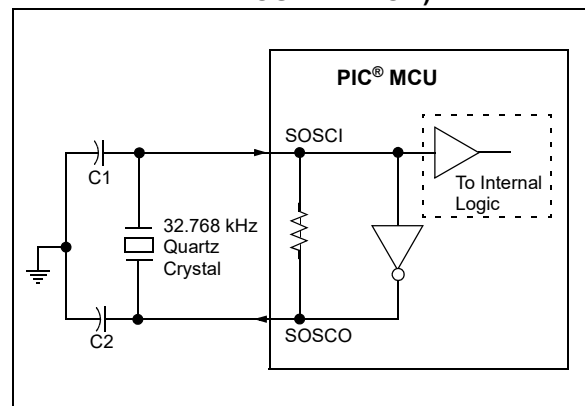 PIC® MCU
SOSCI
C1
To Internal
Logic
32.768 kHz
Quartz
Crystal
C2
SOSCO